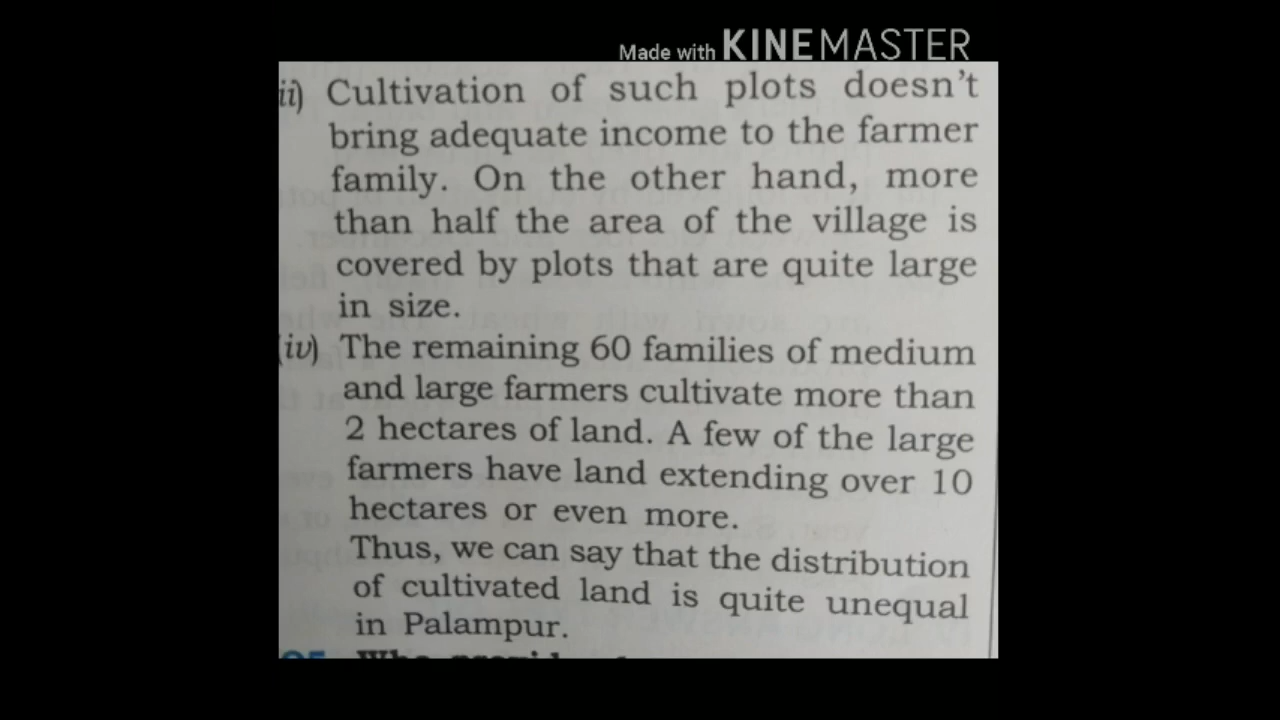 Made with KINEMASTER
ii) Cultivation of such plots doesn't
bring adequate income to the farmer
family. On the other hand, more
than half the area of the village is
covered by plots that are quite large
in size.
(iv) The remaining 60 families of medium
and large farmers cultivate more than
2 hectares of land. A few of the large
farmers have land extending over 10
hectares or even more.
Thus, we can say that the distribution
of cultivated land is quite unequal
in Palampur.